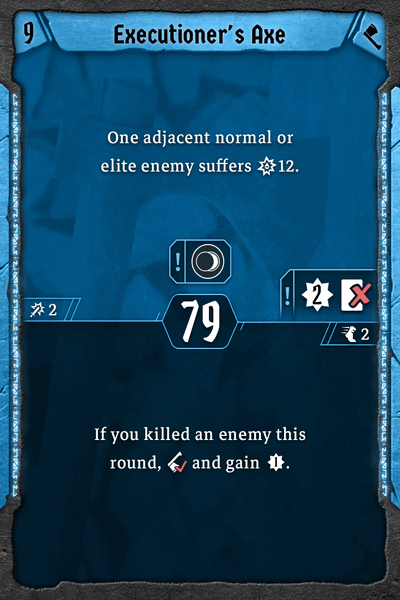 9
Executioner's Axe
One adjacent normal or
elite enemy suffers 12.
!
! 2
2
79
2
If you killed an enemy this
round, and gain 1.